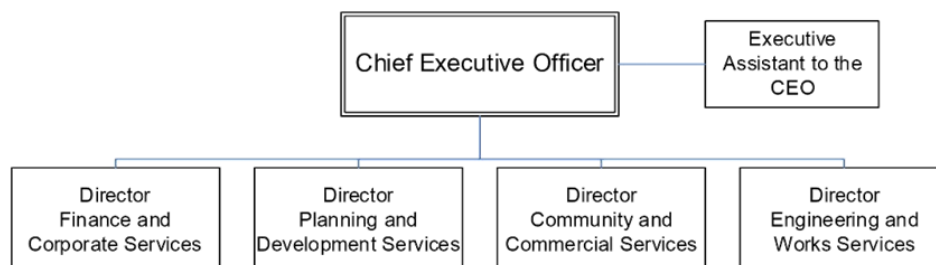 Chief Executive Officer
Executive
Assistant to the
CEO
Director
Finance and
Corporate Services
Director
Planning and
Development Services
Director
Community and
Commercial Services
Director
Engineering and
Works Services